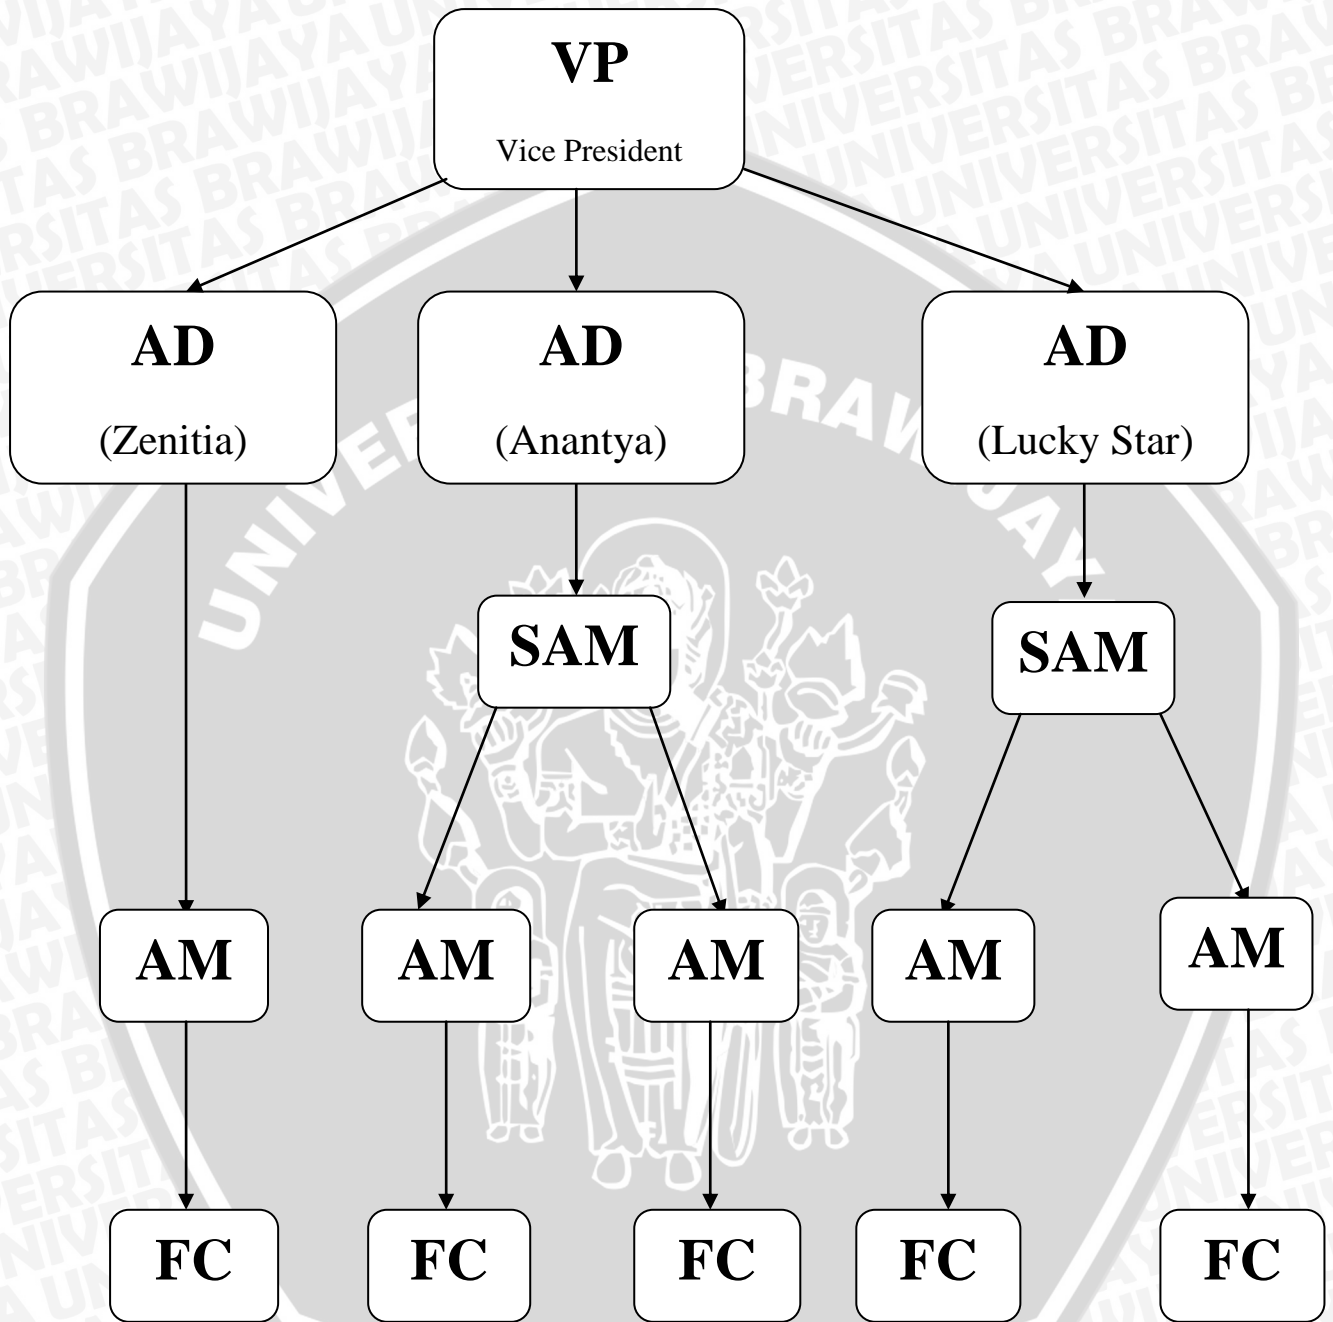 VP
Vice President
AD
(Zenitia)
AD
(Anantya)
AD
(Lucky Star)
SAM
SAM
AM
AM
AM
AM
AM
FC
FC
FC
FC
FC